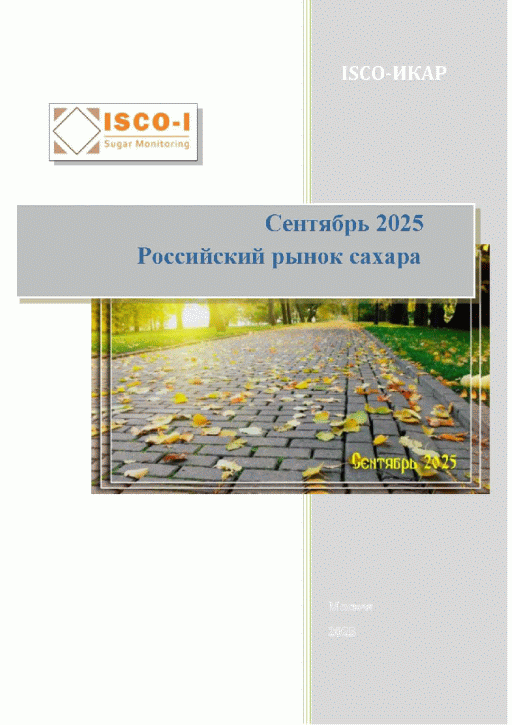 ISCO-ИКАР
ISCO-I
Sugar Monitoring
Сентябрь 2025
Российский рынок сахара
Сентябрь 2025